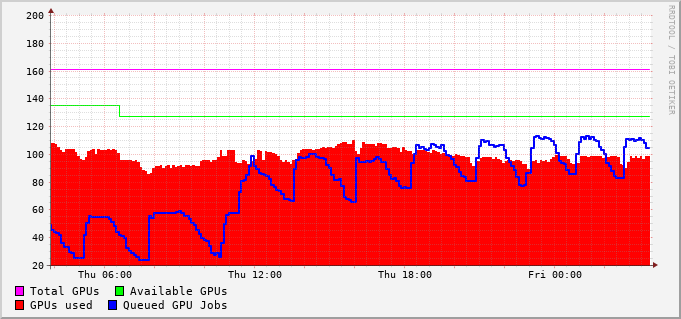 200
180
160
140
120
100
80
60
40
20
Thu 06:00 Thu 12:00 Thu 18:00 Fri 00:00
Total GPUs Available GPUs
GPUs used Queued GPU Jobs
RRDTOOL / TOBI OETIKER